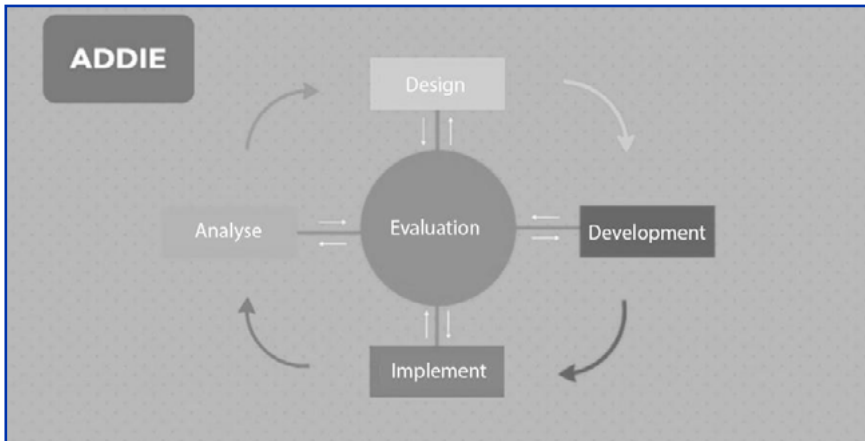 ADDIE
Design
Analyse
Evaluation
Development
Implement